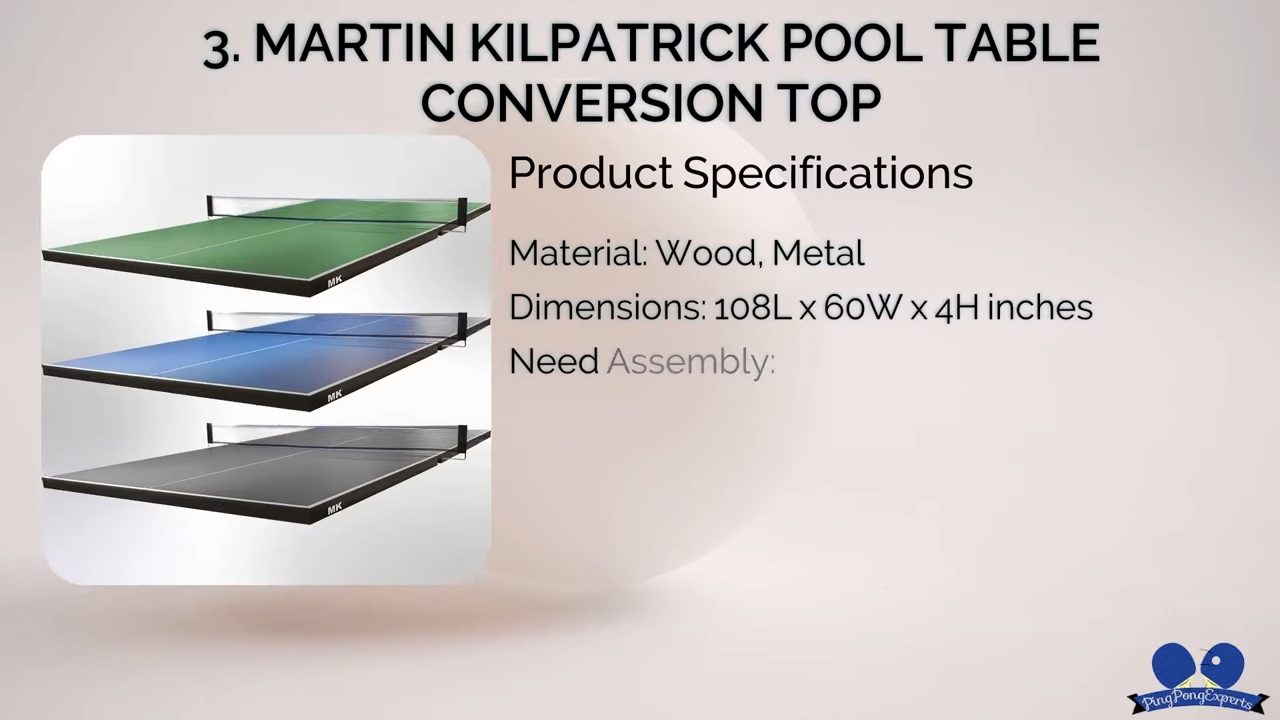 3. MARTIN KILPATRICK POOL TABLE
CONVERSION TOP
Product Specifications
Material: Wood, Metal
Dimensions: 108L x 60W x 4H inches
Need Assembly:
MK
MK
MK
PingPongExperts